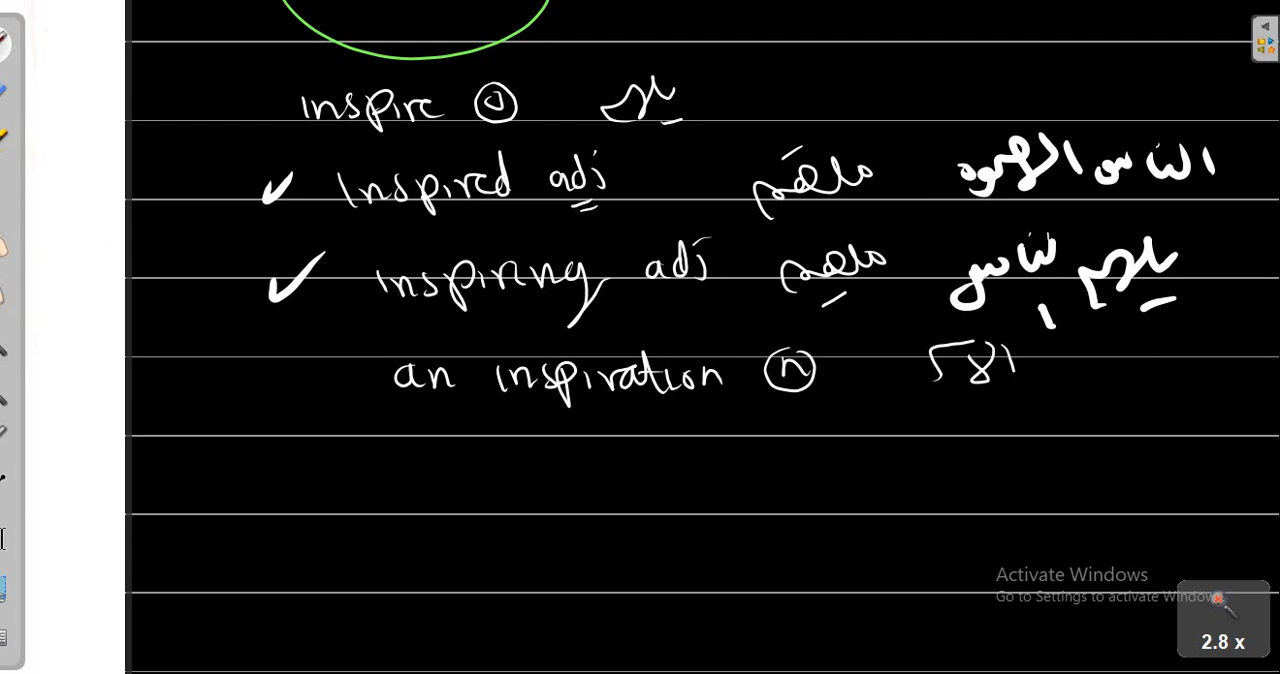 inspire v يلهم
✓ Inspired adj ملهَم الناس الهموه
✓ Inspiring adj ملهِم يلهم الناس
an inspiration n
Activate Windows
Go to Settings to activate Windows
2.8 x